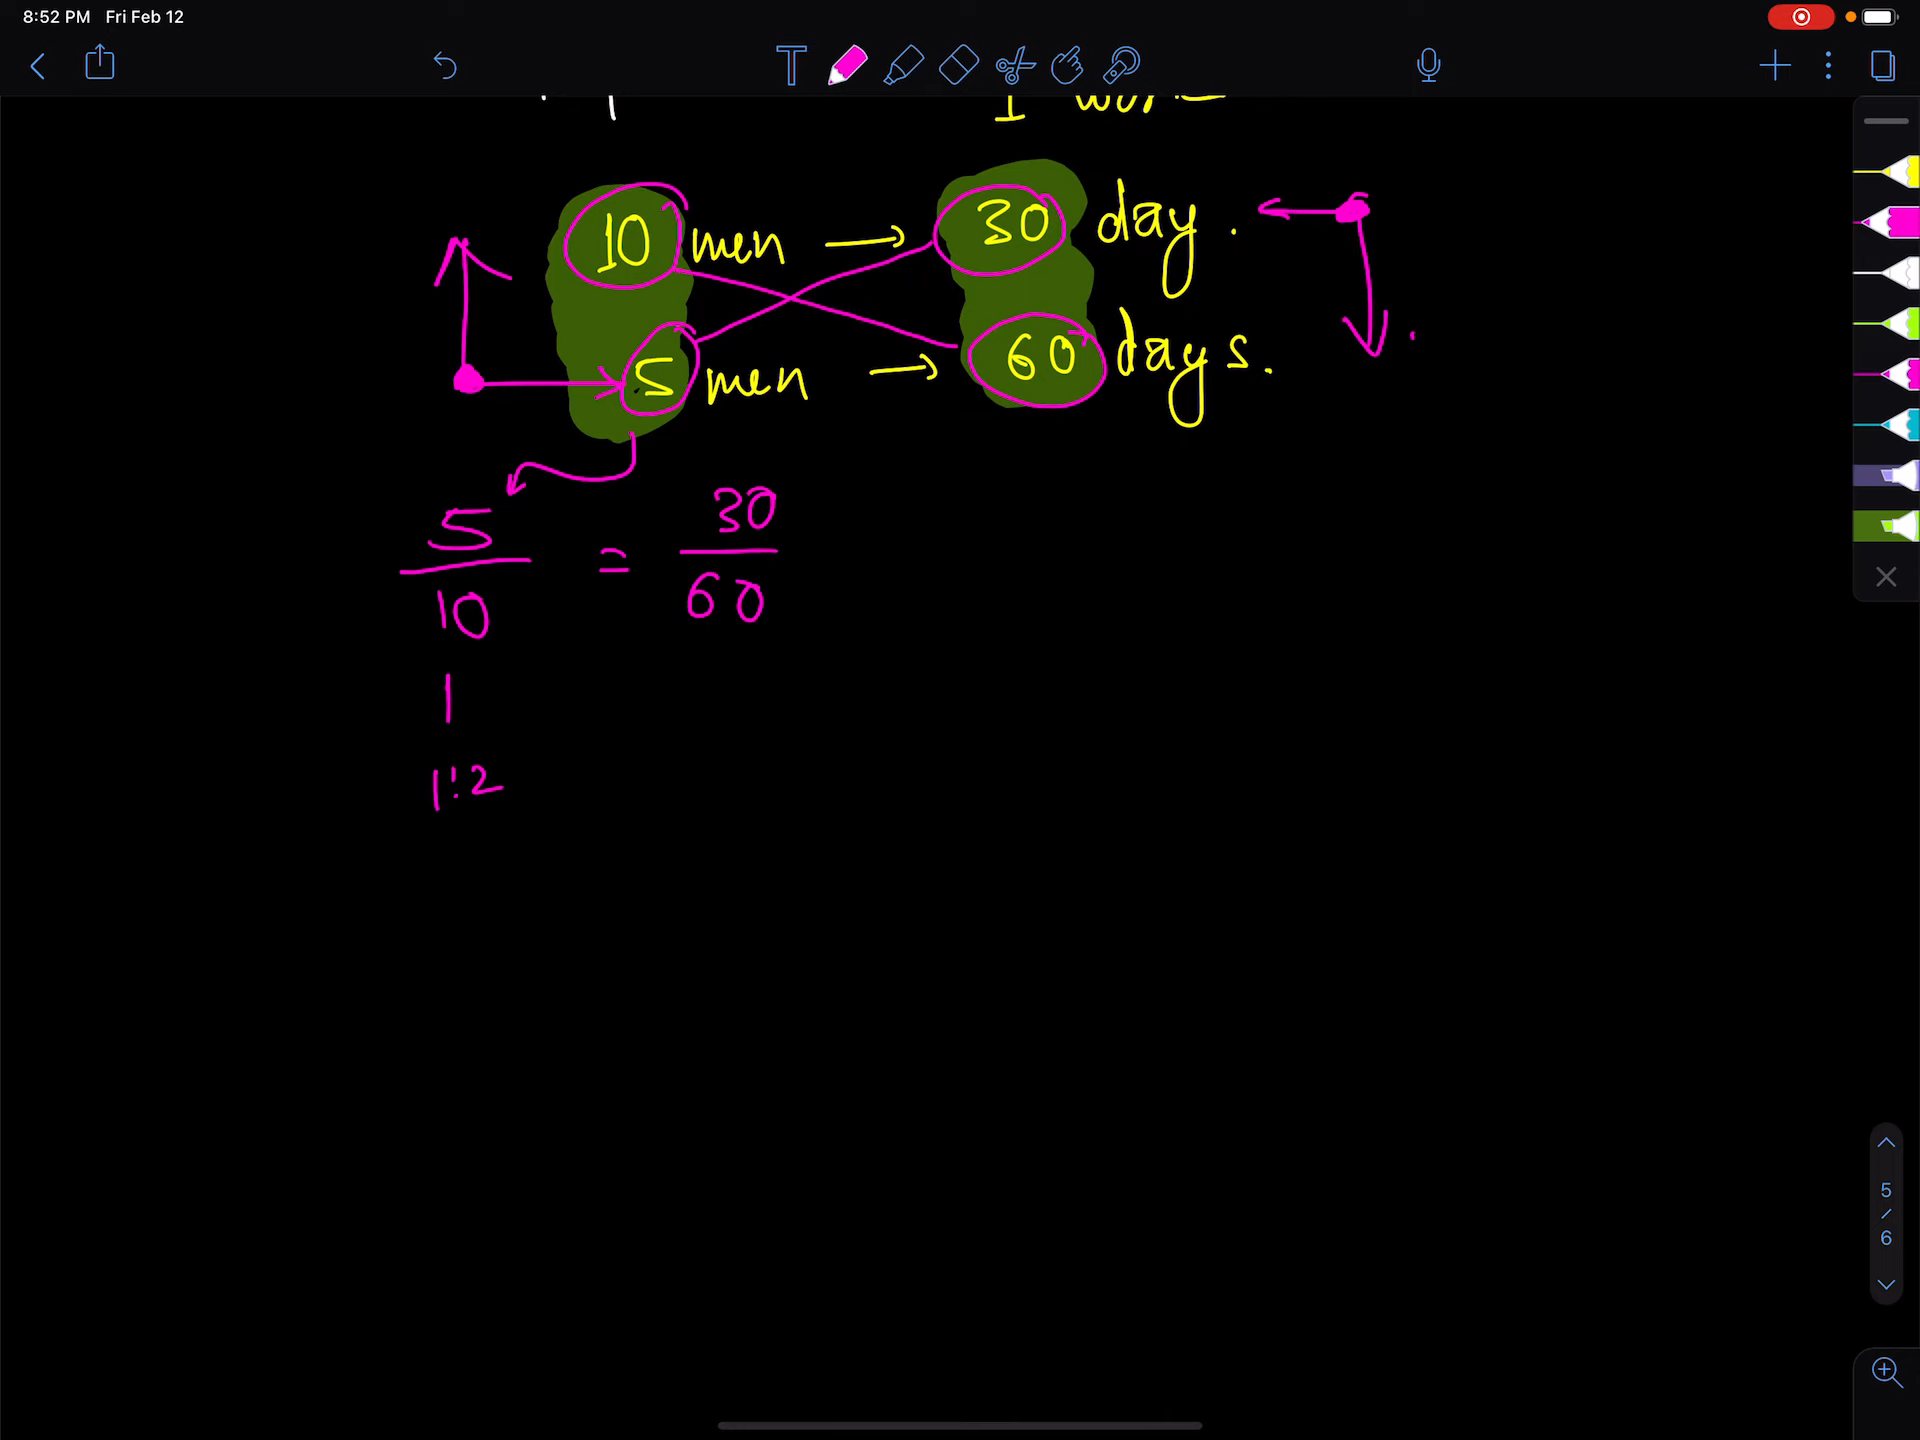 8:52 PM Fri Feb 12
T
1
10 men → 30 day.
5 men → 60 days.
5/10 = 30/60
1
1:2
5
/
6